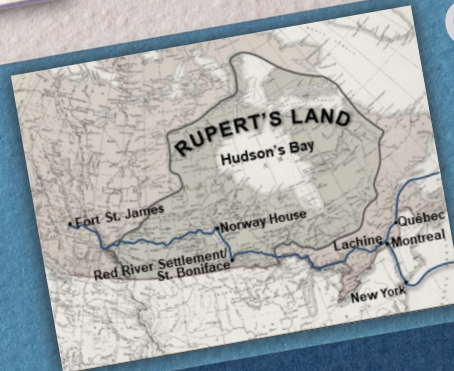 RUPERT'S LAND
Hudson's Bay
Fort St. James
Norway House
Québec
Lachine
Montreal
Red River Settlement/
St. Boniface
New York